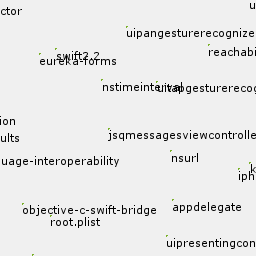 ctor
uipangesturerecognize
swift2.2
reachabi
eureka-forms
nstimeinterval
uitapgesturerecog
ion
jsqmessagesviewcontrolle
ults
nsurl
uage-interoperability
k
iph
objective-c-swift-bridge
appdelegate
root.plist
uipresentingcon